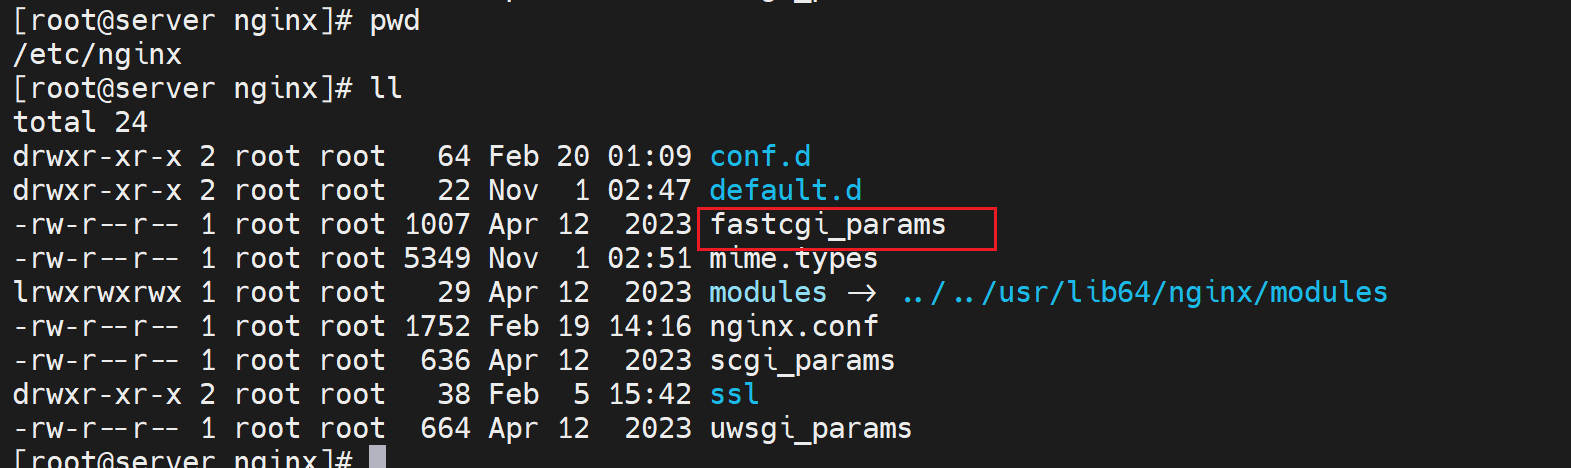 [root@server nginx]# pwd
/etc/nginx
[root@server nginx]# ll
total 24
drwxr-xr-x 2 root root   64 Feb 20 01:09 conf.d
drwxr-xr-x 2 root root   22 Nov  1 02:47 default.d
-rw-r--r-- 1 root root 1007 Apr 12  2023 fastcgi_params
-rw-r--r-- 1 root root 5349 Nov  1 02:51 mime.types
lrwxrwxrwx 1 root root   29 Apr 12  2023 modules -> ../../usr/lib64/nginx/modules
-rw-r--r-- 1 root root 1752 Feb 19 14:16 nginx.conf
-rw-r--r-- 1 root root  636 Apr 12  2023 scgi_params
drwxr-xr-x 2 root root   38 Feb  5 15:42 ssl
-rw-r--r-- 1 root root  664 Apr 12  2023 uwsgi_params
[root@server nginx]#